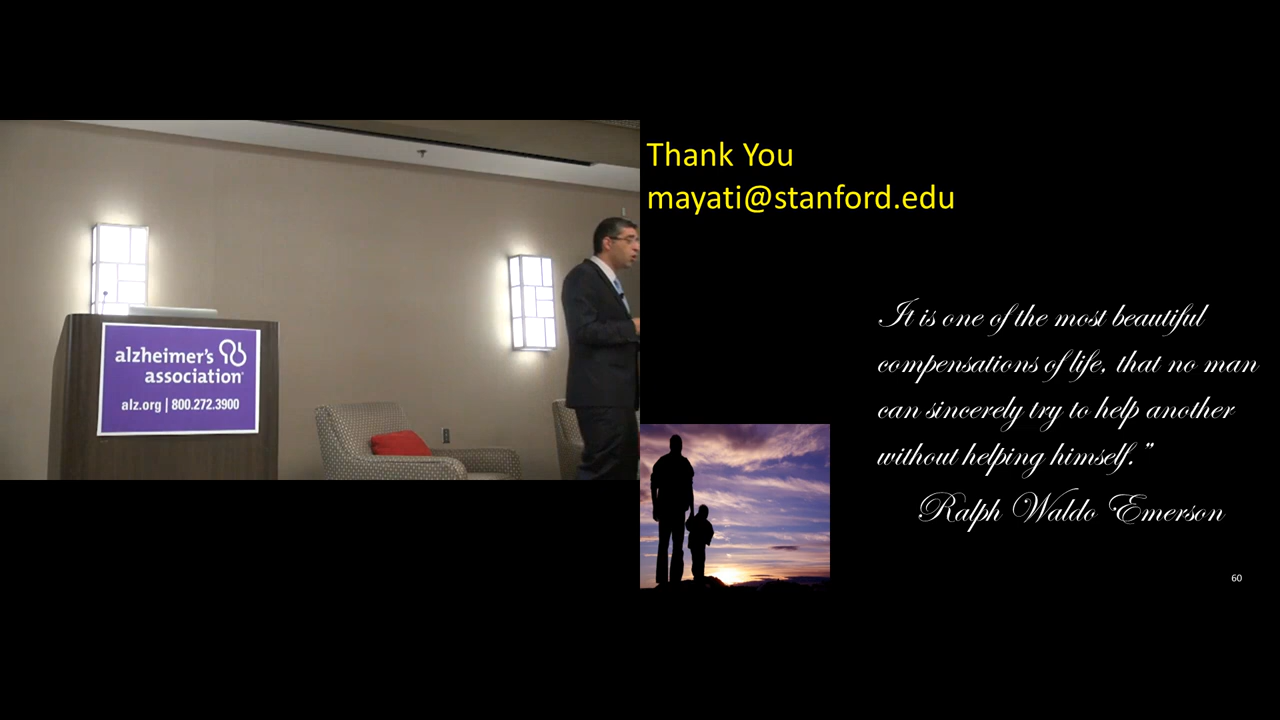 alzheimer's
association
alz.org | 800.272.3900
Thank You
mayati@stanford.edu
It is one of the most beautiful
compensations of life, that no man
can sincerely try to help another
without helping himself."
Ralph Waldo Emerson
60